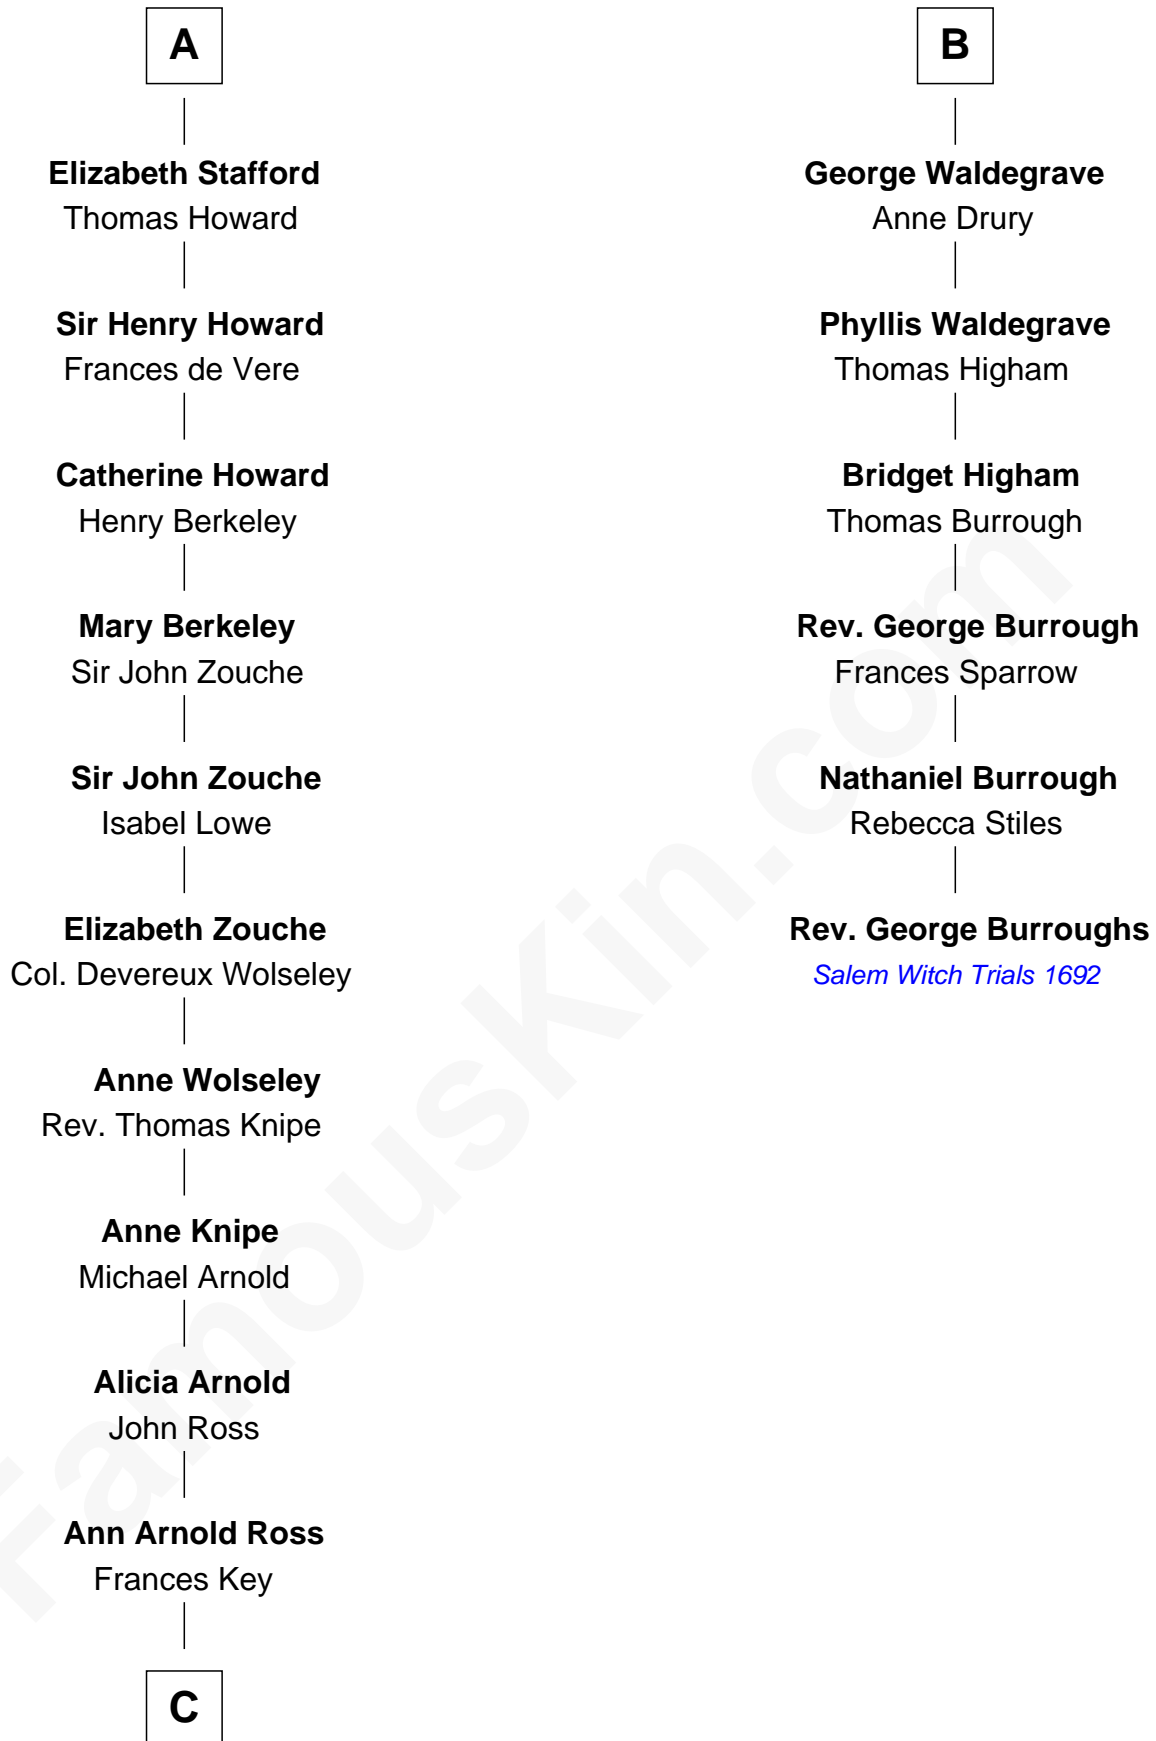 A
Elizabeth Stafford
Thomas Howard
Sir Henry Howard
Frances de Vere
Catherine Howard
Henry Berkeley
Mary Berkeley
Sir John Zouche
Sir John Zouche
Isabel Lowe
Elizabeth Zouche
Col. Devereux Wolseley
Anne Wolseley
Rev. Thomas Knipe
Anne Knipe
Michael Arnold
Alicia Arnold
John Ross
Ann Arnold Ross
Frances Key
C
B
George Waldegrave
Anne Drury
Phyllis Waldegrave
Thomas Higham
Bridget Higham
Thomas Burrough
Rev. George Burrough
Frances Sparrow
Nathaniel Burrough
Rebecca Stiles
Rev. George Burroughs
Salem Witch Trials 1692
FamousKin.com